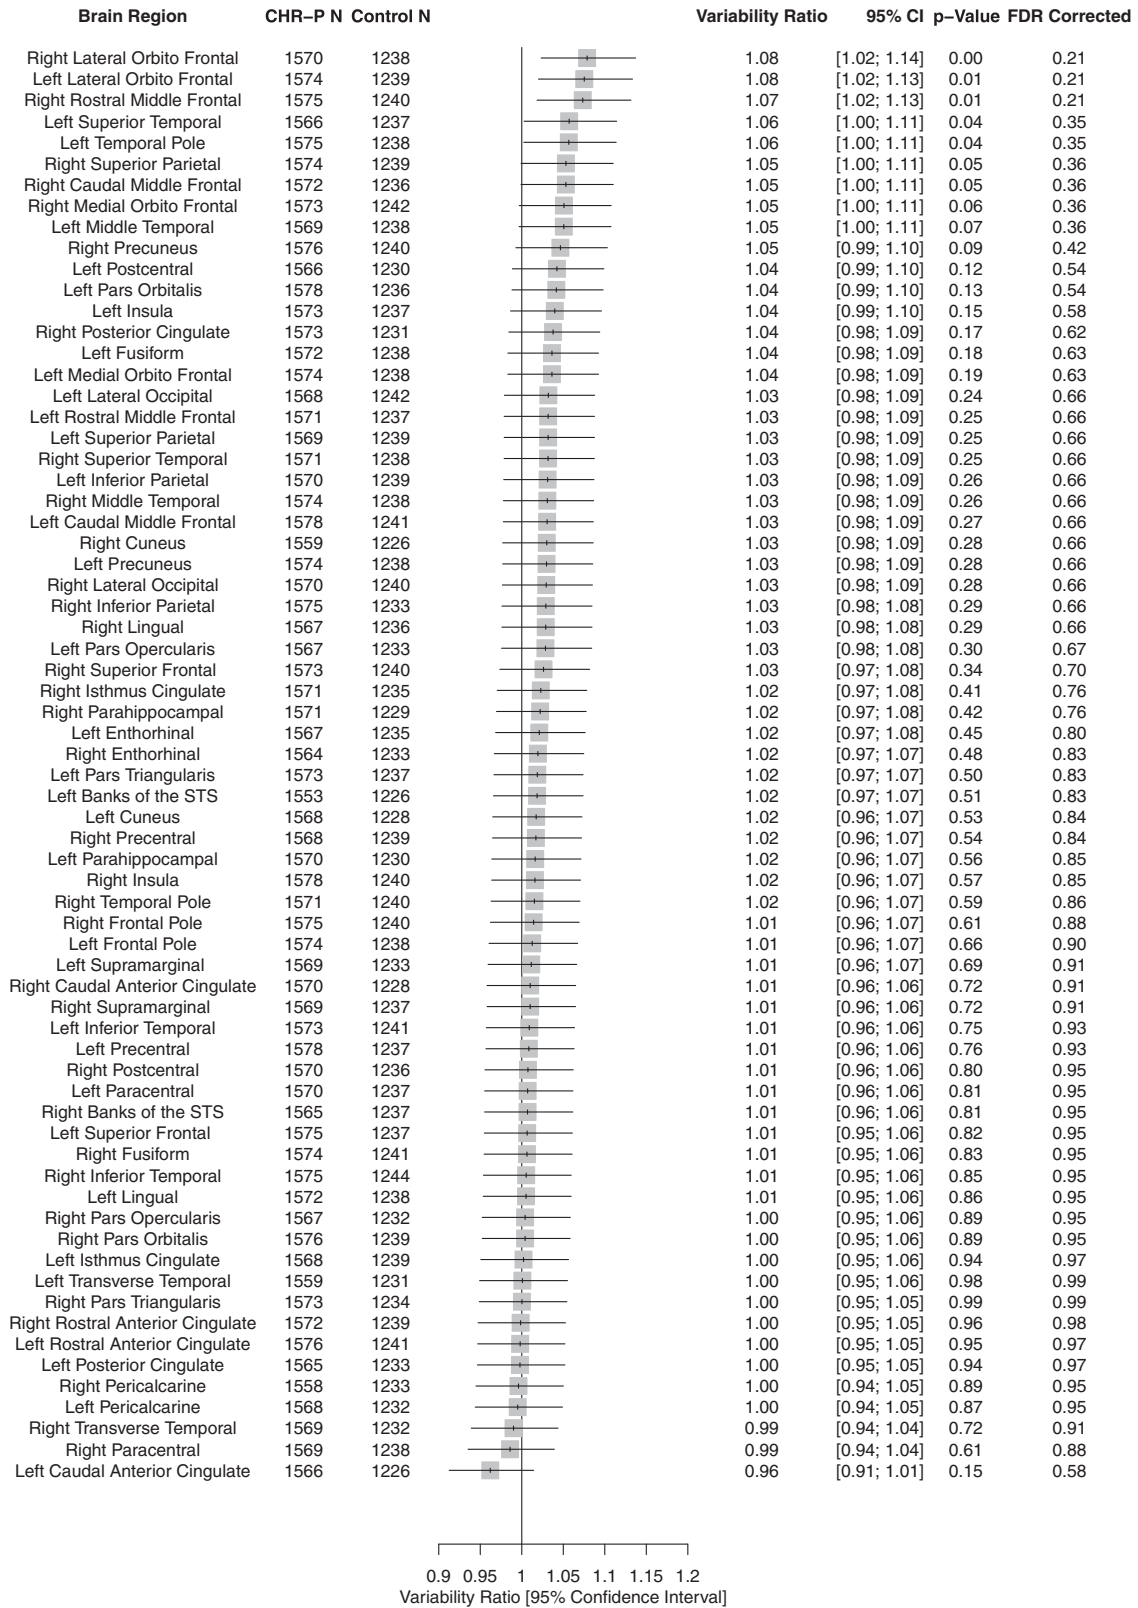 Brain Region CHR−P N Control N Variability Ratio 95% CI p−Value FDR Corrected
Right Lateral Orbito Frontal 1570 1238 1.08 [1.02; 1.14] 0.00 0.21
Left Lateral Orbito Frontal 1574 1239 1.08 [1.02; 1.13] 0.01 0.21
Right Rostral Middle Frontal 1575 1240 1.07 [1.02; 1.13] 0.01 0.21
Left Superior Temporal 1566 1237 1.06 [1.00; 1.11] 0.04 0.35
Left Temporal Pole 1575 1238 1.06 [1.00; 1.11] 0.04 0.35
Right Superior Parietal 1574 1239 1.05 [1.00; 1.11] 0.05 0.36
Right Caudal Middle Frontal 1572 1236 1.05 [1.00; 1.11] 0.05 0.36
Right Medial Orbito Frontal 1573 1242 1.05 [1.00; 1.11] 0.06 0.36
Left Middle Temporal 1569 1238 1.05 [1.00; 1.11] 0.07 0.36
Right Precuneus 1576 1240 1.05 [0.99; 1.10] 0.09 0.42
Left Postcentral 1566 1230 1.04 [0.99; 1.10] 0.12 0.54
Left Pars Orbitalis 1578 1236 1.04 [0.99; 1.10] 0.13 0.54
Left Insula 1573 1237 1.04 [0.99; 1.10] 0.15 0.58
Right Posterior Cingulate 1573 1231 1.04 [0.98; 1.09] 0.17 0.62
Left Fusiform 1572 1238 1.04 [0.98; 1.09] 0.18 0.63
Left Medial Orbito Frontal 1574 1238 1.04 [0.98; 1.09] 0.19 0.63
Left Lateral Occipital 1568 1242 1.03 [0.98; 1.09] 0.24 0.66
Left Rostral Middle Frontal 1571 1237 1.03 [0.98; 1.09] 0.25 0.66
Left Superior Parietal 1569 1239 1.03 [0.98; 1.09] 0.25 0.66
Right Superior Temporal 1571 1238 1.03 [0.98; 1.09] 0.25 0.66
Left Inferior Parietal 1570 1239 1.03 [0.98; 1.09] 0.26 0.66
Right Middle Temporal 1574 1238 1.03 [0.98; 1.09] 0.26 0.66
Left Caudal Middle Frontal 1578 1241 1.03 [0.98; 1.09] 0.27 0.66
Right Cuneus 1559 1226 1.03 [0.98; 1.09] 0.28 0.66
Left Precuneus 1574 1238 1.03 [0.98; 1.09] 0.28 0.66
Right Lateral Occipital 1570 1240 1.03 [0.98; 1.09] 0.28 0.66
Right Inferior Parietal 1575 1233 1.03 [0.98; 1.08] 0.29 0.66
Right Lingual 1567 1236 1.03 [0.98; 1.08] 0.29 0.66
Left Pars Opercularis 1567 1233 1.03 [0.98; 1.08] 0.30 0.67
Right Superior Frontal 1573 1240 1.03 [0.97; 1.08] 0.34 0.70
Right Isthmus Cingulate 1571 1235 1.02 [0.97; 1.08] 0.41 0.76
Right Parahippocampal 1571 1229 1.02 [0.97; 1.08] 0.42 0.76
Left Enthorhinal 1567 1235 1.02 [0.97; 1.08] 0.45 0.80
Right Enthorhinal 1564 1233 1.02 [0.97; 1.07] 0.48 0.83
Left Pars Triangularis 1573 1237 1.02 [0.97; 1.07] 0.50 0.83
Left Banks of the STS 1553 1226 1.02 [0.97; 1.07] 0.51 0.83
Left Cuneus 1568 1228 1.02 [0.96; 1.07] 0.53 0.84
Right Precentral 1568 1239 1.02 [0.96; 1.07] 0.54 0.84
Left Parahippocampal 1570 1230 1.02 [0.96; 1.07] 0.56 0.85
Right Insula 1578 1240 1.02 [0.96; 1.07] 0.57 0.85
Right Temporal Pole 1571 1240 1.02 [0.96; 1.07] 0.59 0.86
Right Frontal Pole 1575 1240 1.01 [0.96; 1.07] 0.61 0.88
Left Frontal Pole 1574 1238 1.01 [0.96; 1.07] 0.66 0.90
Left Supramarginal 1569 1233 1.01 [0.96; 1.07] 0.69 0.91
Right Caudal Anterior Cingulate 1570 1228 1.01 [0.96; 1.06] 0.72 0.91
Right Supramarginal 1569 1237 1.01 [0.96; 1.06] 0.72 0.91
Left Inferior Temporal 1573 1241 1.01 [0.96; 1.06] 0.75 0.93
Left Precentral 1578 1237 1.01 [0.96; 1.06] 0.76 0.93
Right Postcentral 1570 1236 1.01 [0.96; 1.06] 0.80 0.95
Left Paracentral 1570 1237 1.01 [0.96; 1.06] 0.81 0.95
Right Banks of the STS 1565 1237 1.01 [0.96; 1.06] 0.81 0.95
Left Superior Frontal 1575 1237 1.01 [0.95; 1.06] 0.82 0.95
Right Fusiform 1574 1241 1.01 [0.95; 1.06] 0.83 0.95
Right Inferior Temporal 1575 1244 1.01 [0.95; 1.06] 0.85 0.95
Left Lingual 1572 1238 1.01 [0.95; 1.06] 0.86 0.95
Right Pars Opercularis 1567 1232 1.00 [0.95; 1.06] 0.89 0.95
Right Pars Orbitalis 1576 1239 1.00 [0.95; 1.06] 0.89 0.95
Left Isthmus Cingulate 1568 1239 1.00 [0.95; 1.06] 0.94 0.97
Left Transverse Temporal 1559 1231 1.00 [0.95; 1.06] 0.98 0.99
Right Pars Triangularis 1573 1234 1.00 [0.95; 1.05] 0.99 0.99
Right Rostral Anterior Cingulate 1572 1239 1.00 [0.95; 1.05] 0.96 0.98
Left Rostral Anterior Cingulate 1576 1241 1.00 [0.95; 1.05] 0.95 0.97
Left Posterior Cingulate 1565 1233 1.00 [0.95; 1.05] 0.94 0.97
Right Pericalcarine 1558 1233 1.00 [0.94; 1.05] 0.89 0.95
Left Pericalcarine 1568 1232 1.00 [0.94; 1.05] 0.87 0.95
Right Transverse Temporal 1569 1232 0.99 [0.94; 1.04] 0.72 0.91
Right Paracentral 1569 1238 0.99 [0.94; 1.04] 0.61 0.88
Left Caudal Anterior Cingulate 1566 1226 0.96 [0.91; 1.01] 0.15 0.58
0.9 0.95 1 1.05 1.1 1.15 1.2
Variability Ratio [95% Confidence Interval]